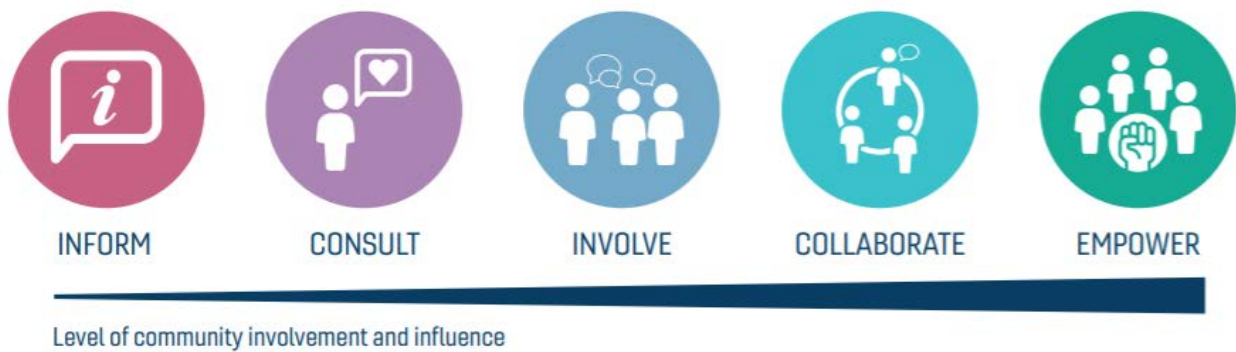 i
INFORM CONSULT INVOLVE COLLABORATE EMPOWER
Level of community involvement and influence